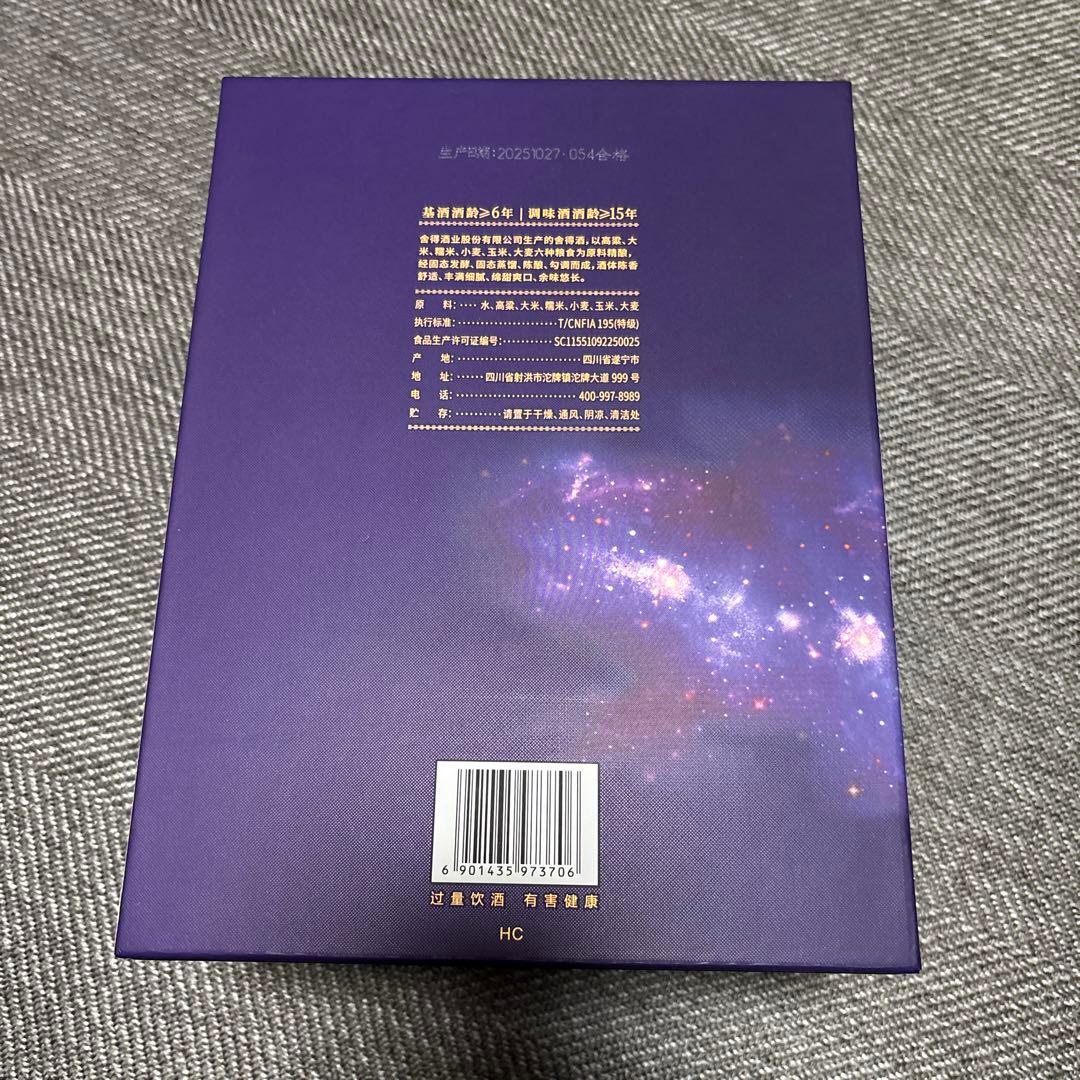 生产日期:20251027·054合格
基酒酒龄≥6年|调味酒酒龄≥15年
舍得酒业股份有限公司生产的舍得酒,以高粱、大
米、糯米、小麦、玉米、大麦六种粮食为原料精酿,
经固态发酵、固态蒸馏、陈酿、勾调而成,酒体陈香
舒适、丰满细腻、绵甜爽口、余味悠长。
原 料:····水、高粱、大米、糯米、小麦、玉米、大麦
执行标准:······················T/CNFIA 195(特级)
食品生产许可证编号:··········SC11551092250025
产 地:·····················四川省遂宁市
地 址:······四川省射洪市沱牌镇沱牌大道 999 号
电 话:·····················400-997-8989
贮 存:··········请置于干燥、通风、阴凉、清洁处
6 901435 973706
过量饮酒 有害健康
HC